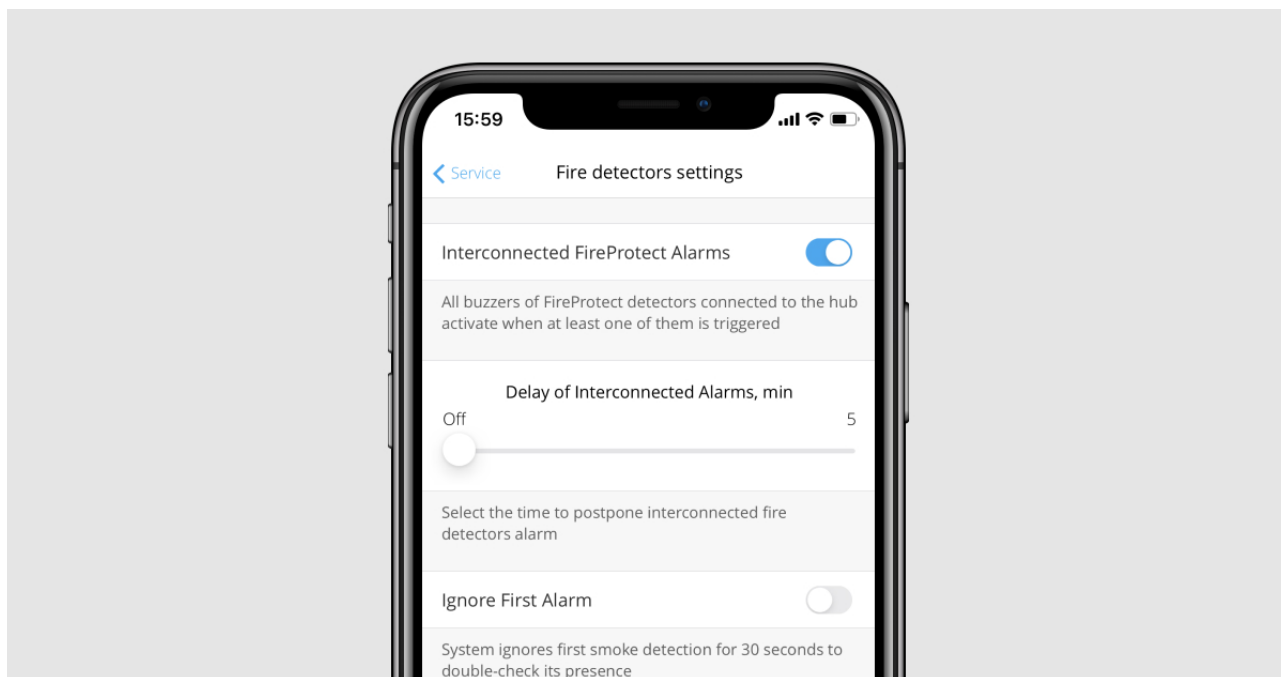 15:59
Service
Fire detectors settings
Interconnected FireProtect Alarms
All buzzers of FireProtect detectors connected to the hub
activate when at least one of them is triggered
Delay of Interconnected Alarms, min
Off 5
Select the time to postpone interconnected fire
detectors alarm
Ignore First Alarm
System ignores first smoke detection for 30 seconds to
double-check its presence